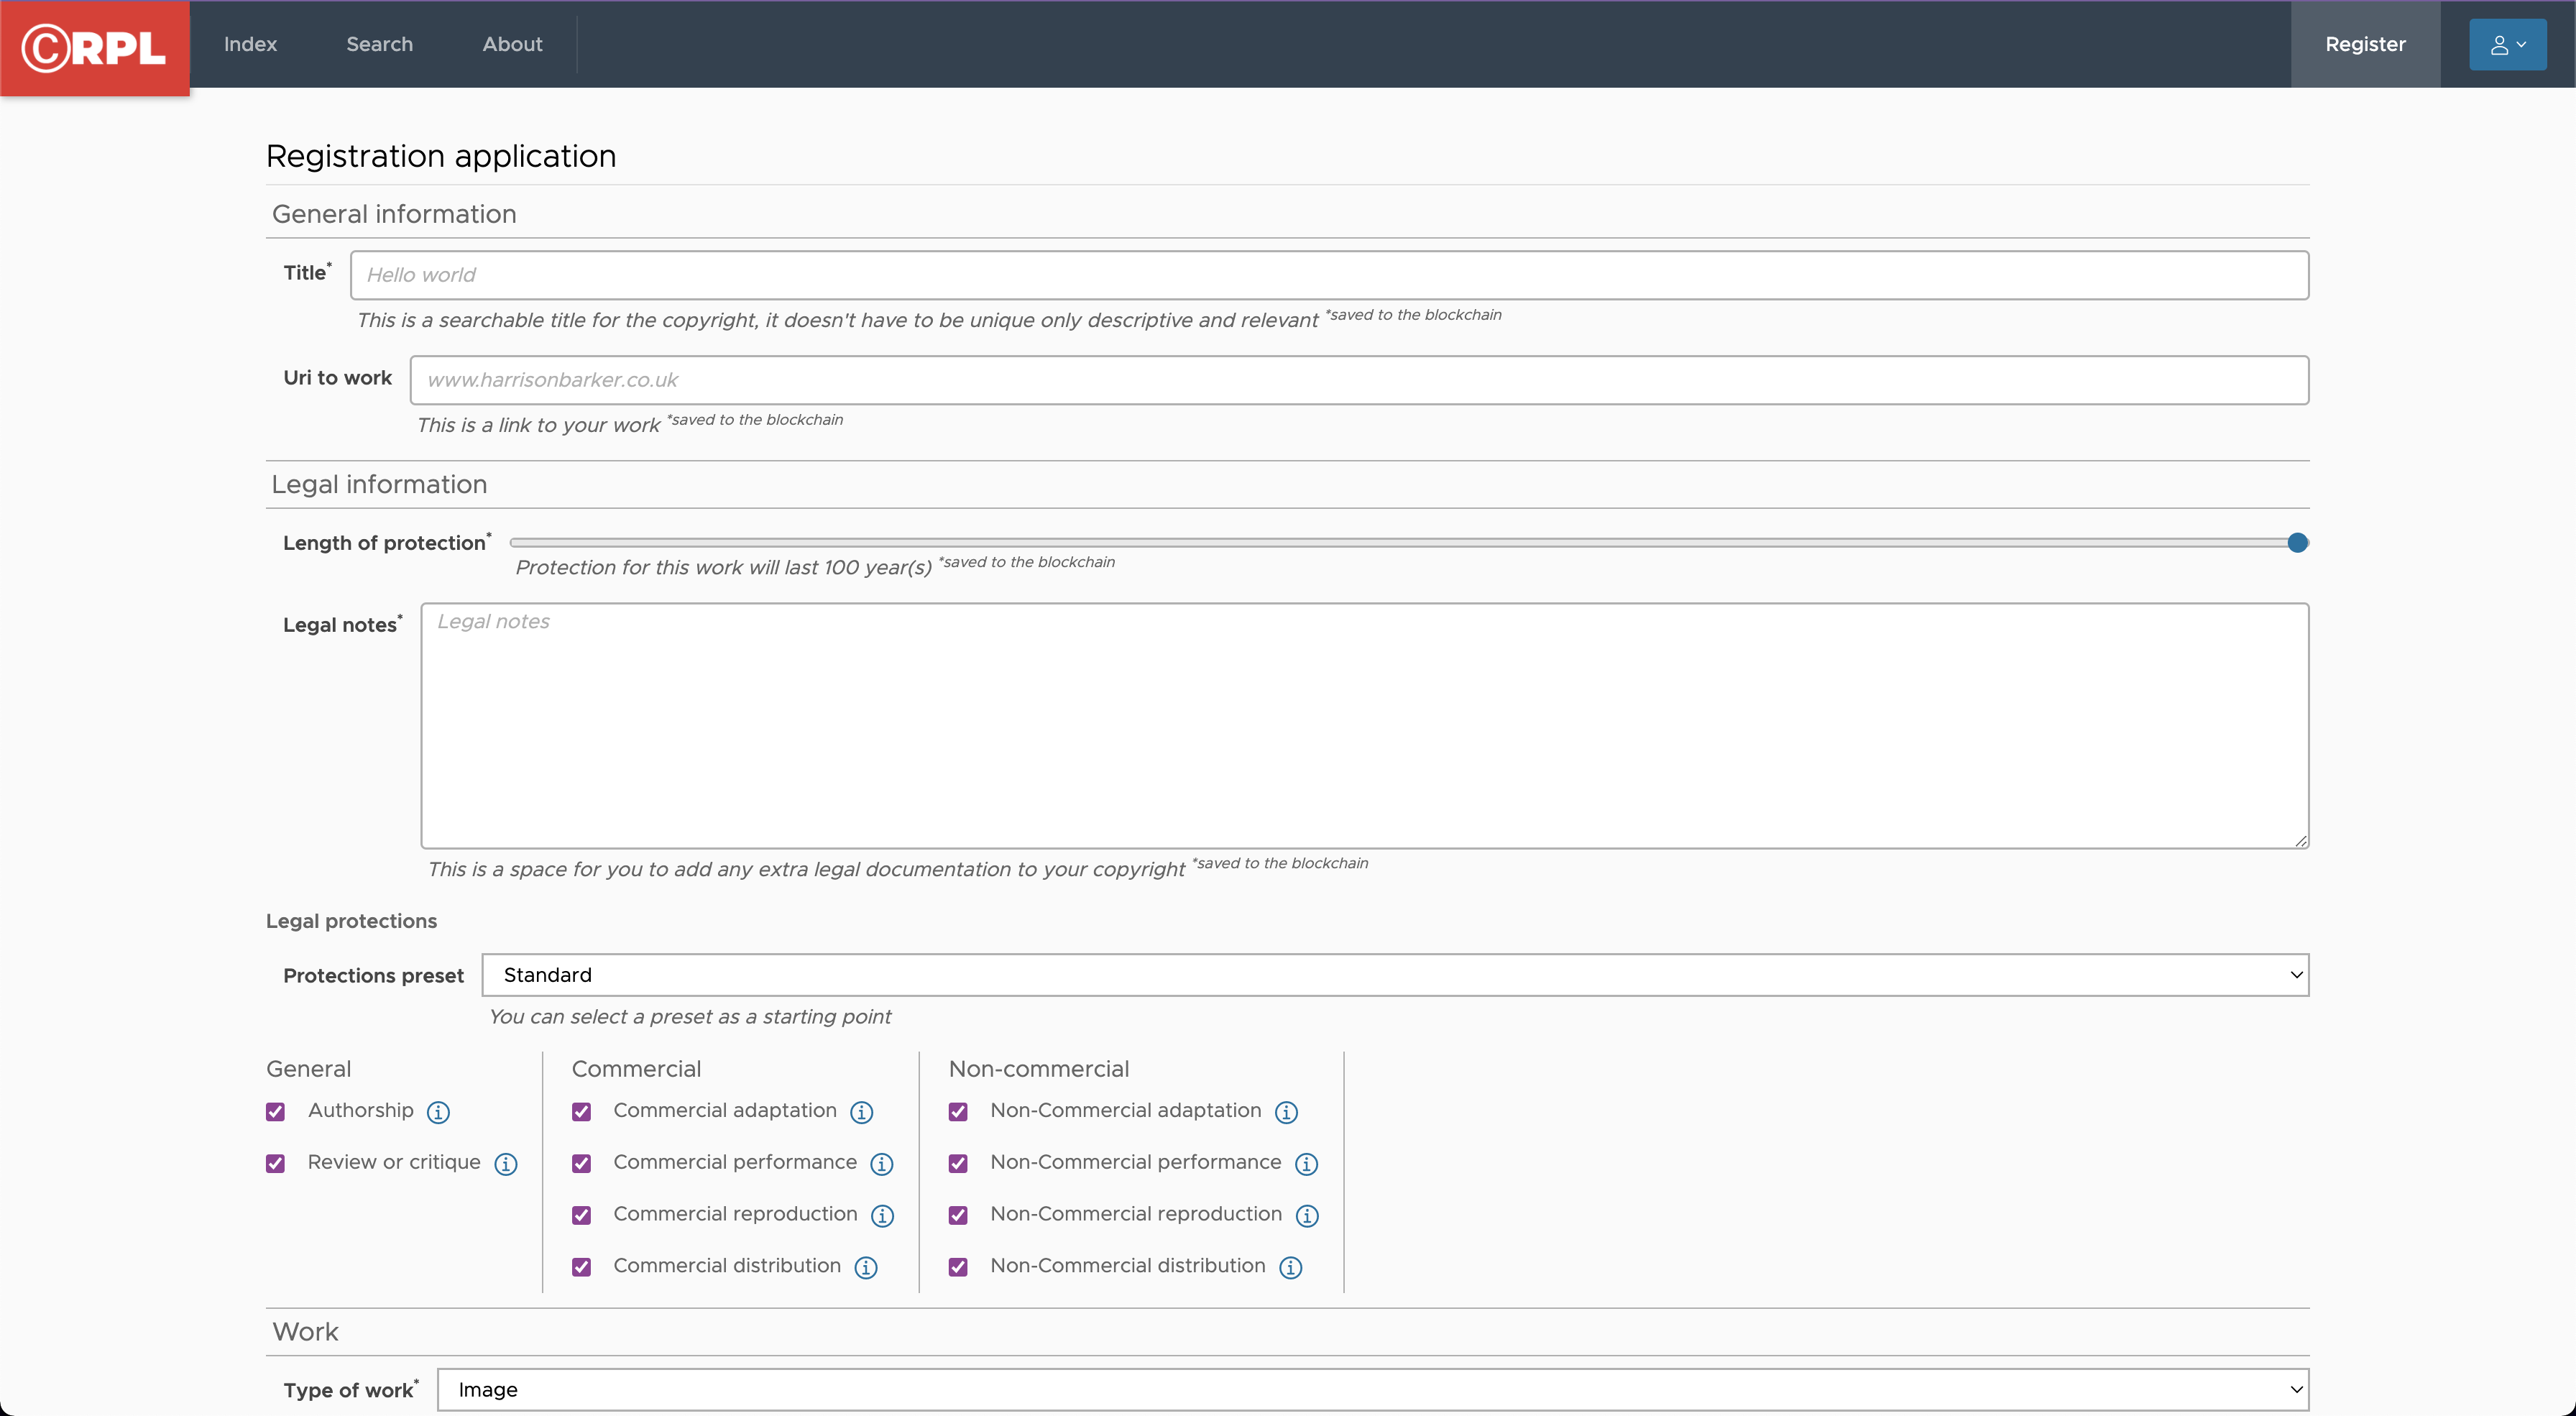 ©RPL Index Search About Register
Registration application
General information
Title* Hello world
This is a searchable title for the copyright, it doesn't have to be unique only descriptive and relevant *saved to the blockchain
Uri to work www.harrisonbarker.co.uk
This is a link to your work *saved to the blockchain
Legal information
Length of protection*
Protection for this work will last 100 year(s) *saved to the blockchain
Legal notes* Legal notes
This is a space for you to add any extra legal documentation to your copyright *saved to the blockchain
Legal protections
Protections preset Standard
You can select a preset as a starting point
General
Authorship
Review or critique
Commercial
Commercial adaptation
Commercial performance
Commercial reproduction
Commercial distribution
Non-commercial
Non-Commercial adaptation
Non-Commercial performance
Non-Commercial reproduction
Non-Commercial distribution
Work
Type of work* Image